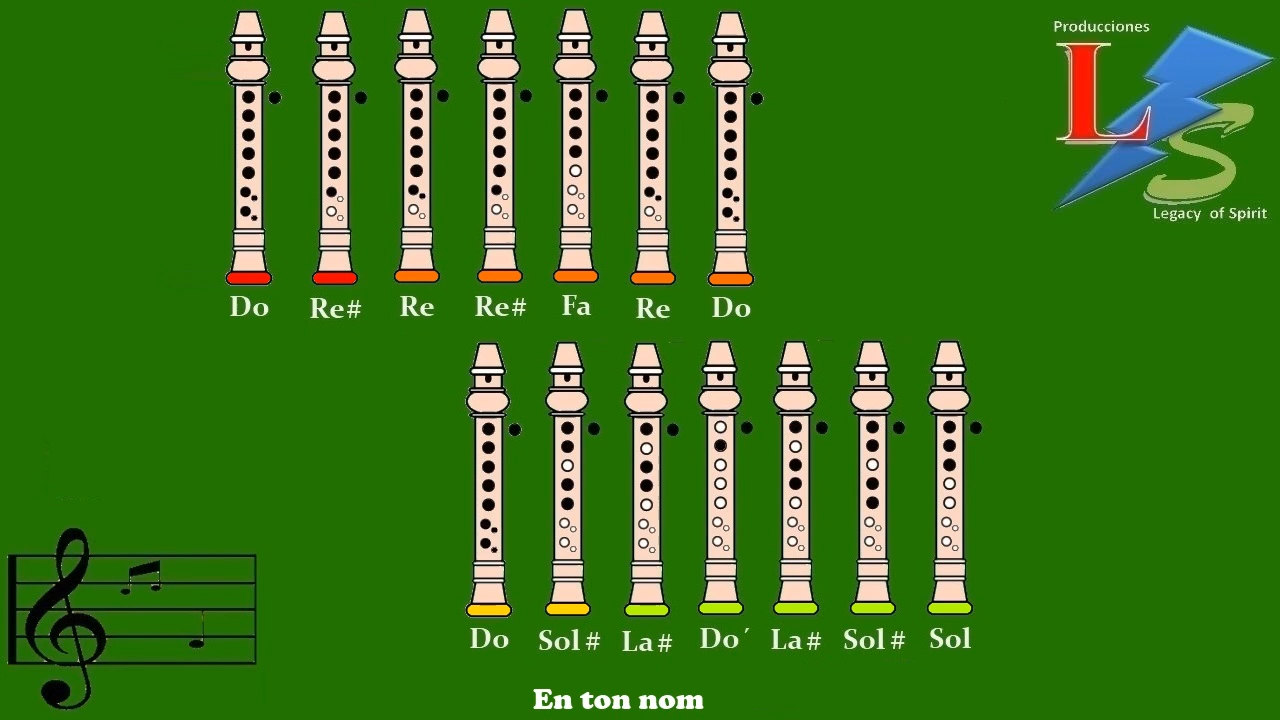 Producciones
L S
Legacy of Spirit
Do Re# Re Re# Fa Re Do
Do Sol# La# Do´ La# Sol# Sol
En ton nom